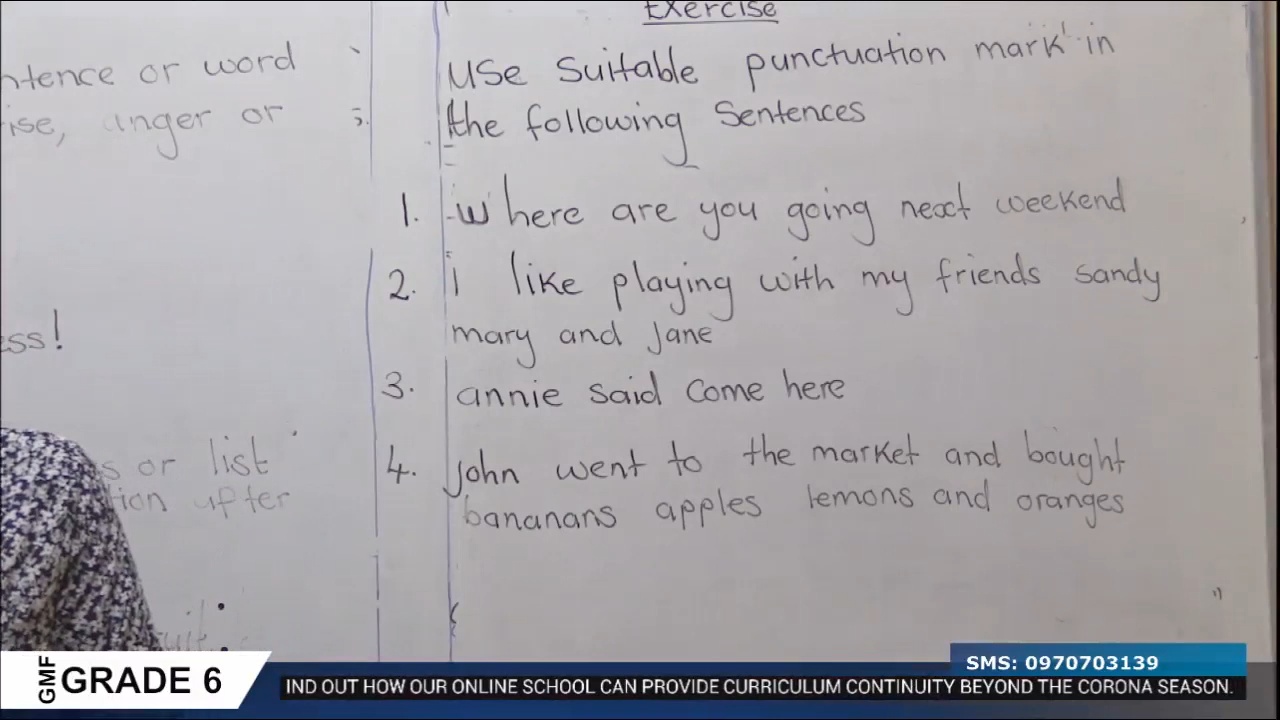 Exercise
ntence or word
ise, anger or
use suitable punctuation mark in
the following sentences
1. where are you going next weekend
2. i like playing with my friends sandy
mary and jane
ess!
3. annie said come here
s or list
tion after
4. john went to the market and bought
bananans apples lemons and oranges
SMS: 0970703139
GMF GRADE 6
IND OUT HOW OUR ONLINE SCHOOL CAN PROVIDE CURRICULUM CONTINUITY BEYOND THE CORONA SEASON.